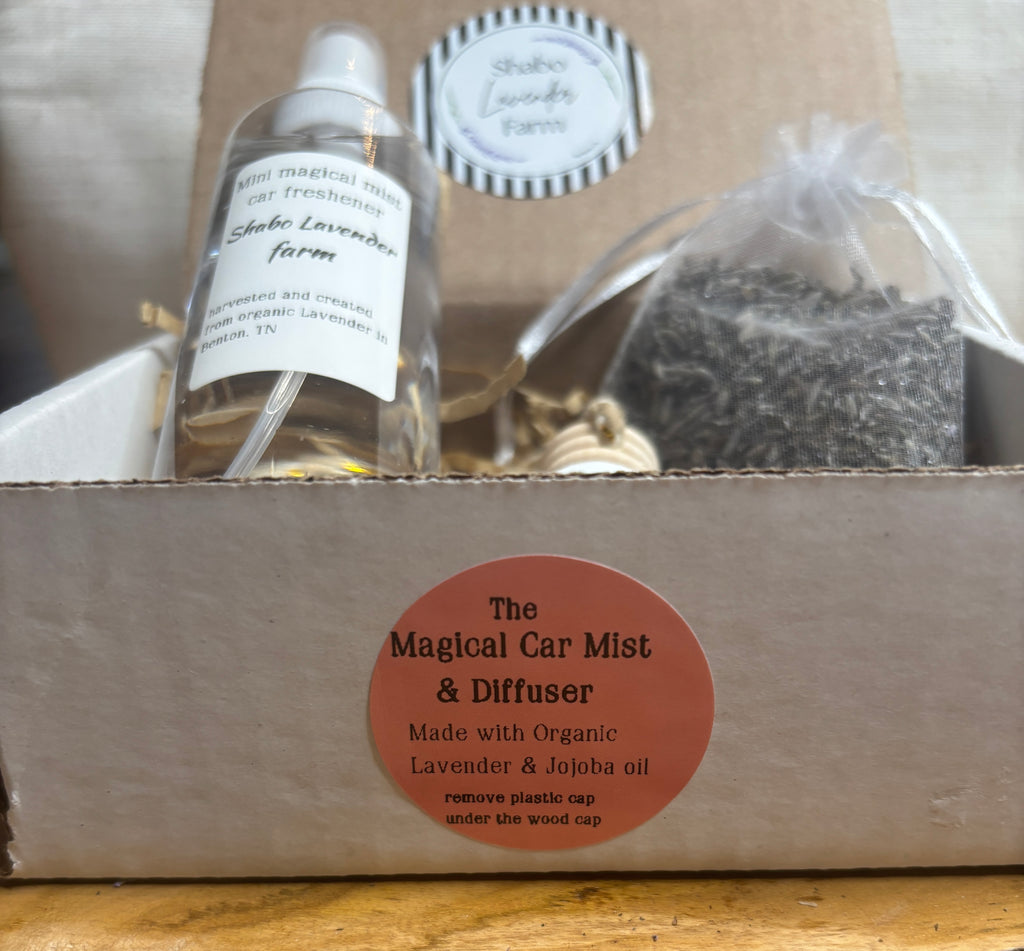 Shabo
Lavender
Farm
Mini magical mist
car freshener
Shabo Lavender
farm
harvested and created
from organic Lavender in
Benton, TN
The
Magical Car Mist
& Diffuser
Made with Organic
Lavender & Jojoba oil
remove plastic cap
under the wood cap